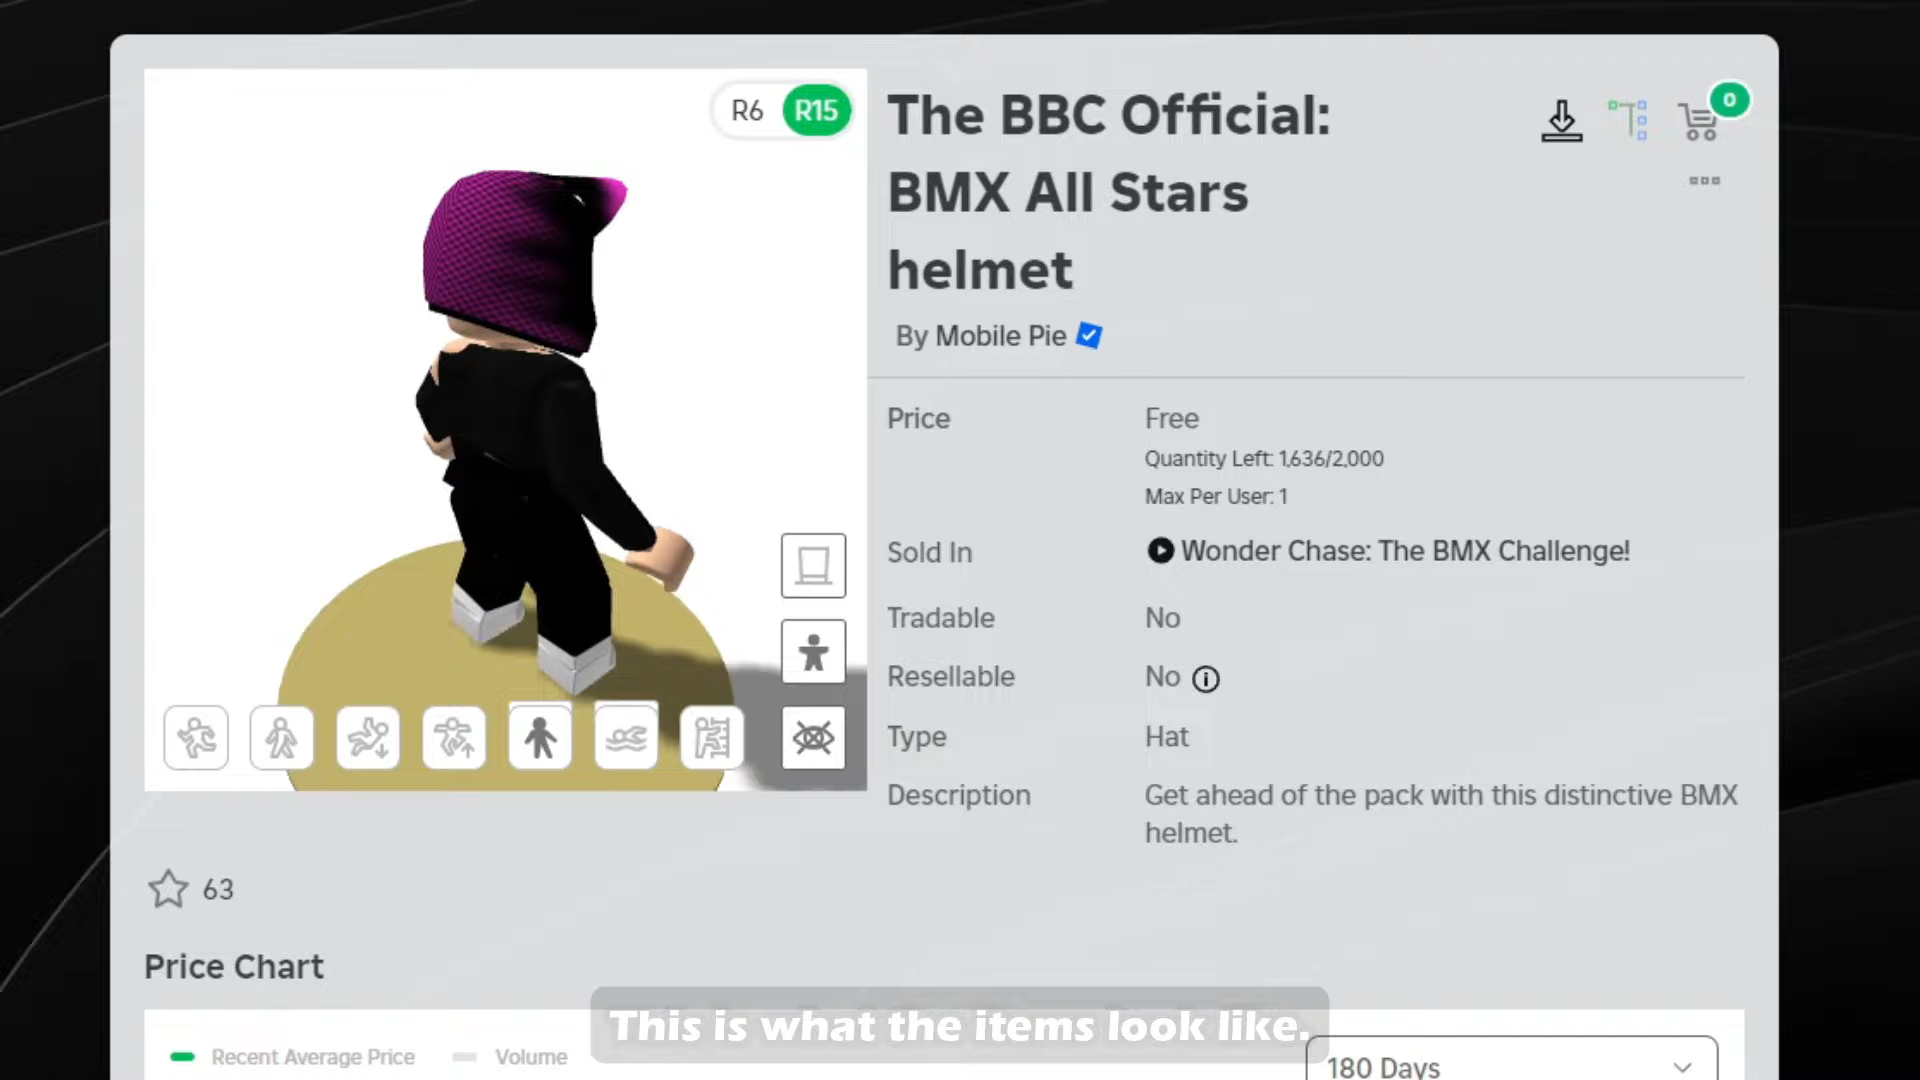 R6 R15
The BBC Official:
BMX All Stars
helmet
0
By Mobile Pie
Price
Free
Quantity Left: 1,636/2,000
Max Per User: 1
Sold In
Wonder Chase: The BMX Challenge!
Tradable
No
Resellable
No
Type
Hat
Description
Get ahead of the pack with this distinctive BMX
helmet.
63
Price Chart
This is what the items look like.
Recent Average Price
Volume
180 Days